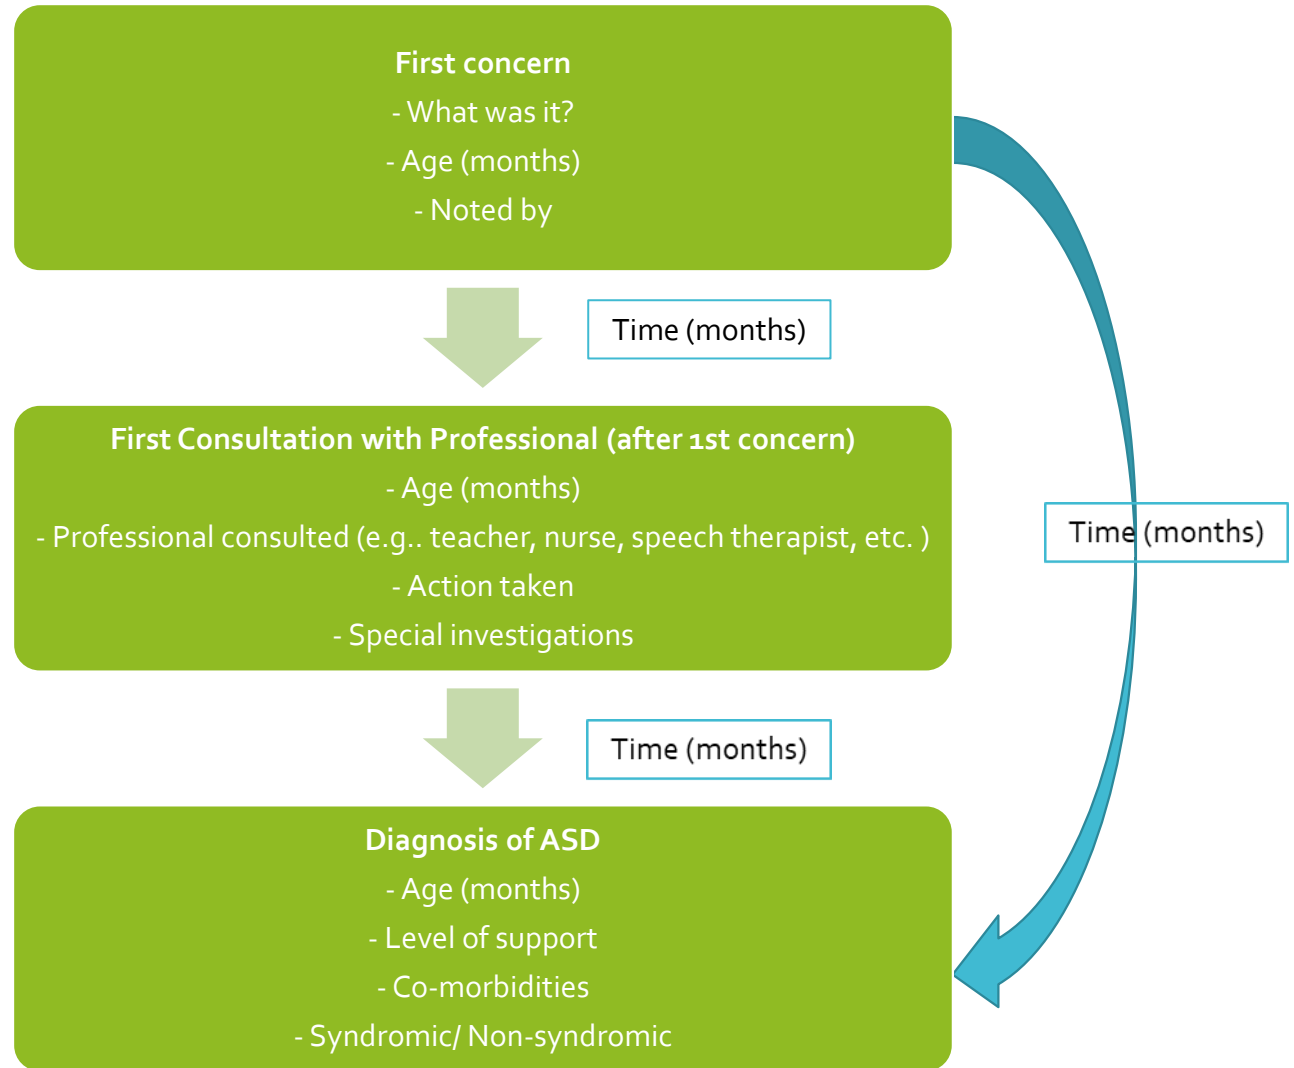 First concern
- What was it?
- Age (months)
- Noted by
Time (months)
First Consultation with Professional (after 1st concern)
- Age (months)
- Professional consulted (e.g.. teacher, nurse, speech therapist, etc. )
- Action taken
- Special investigations
Time (months)
Time (months)
Diagnosis of ASD
- Age (months)
- Level of support
- Co-morbidities
- Syndromic/ Non-syndromic